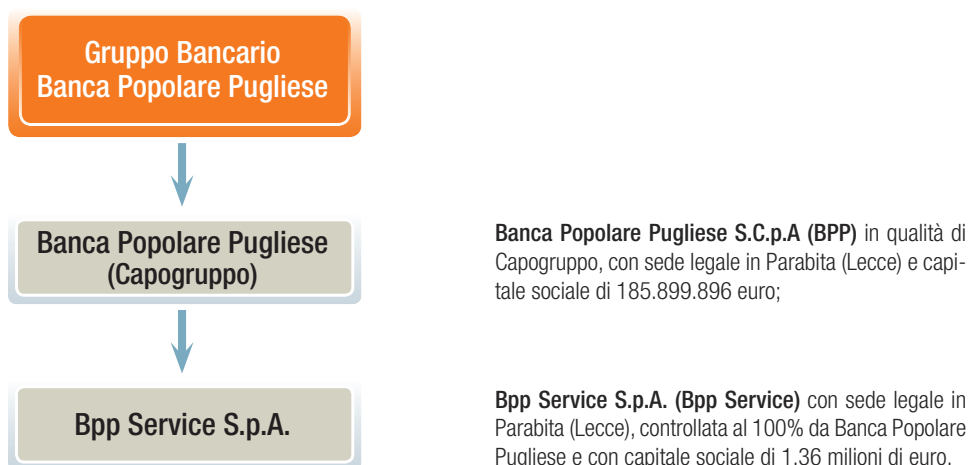 Gruppo Bancario
Banca Popolare Pugliese
Banca Popolare Pugliese
(Capogruppo)
Banca Popolare Pugliese S.C.p.A (BPP) in qualità di
Capogruppo, con sede legale in Parabita (Lecce) e capi-
tale sociale di 185.899.896 euro;
Bpp Service S.p.A.
Bpp Service S.p.A. (Bpp Service) con sede legale in
Parabita (Lecce), controllata al 100% da Banca Popolare
Pugliese e con capitale sociale di 1,36 milioni di euro.